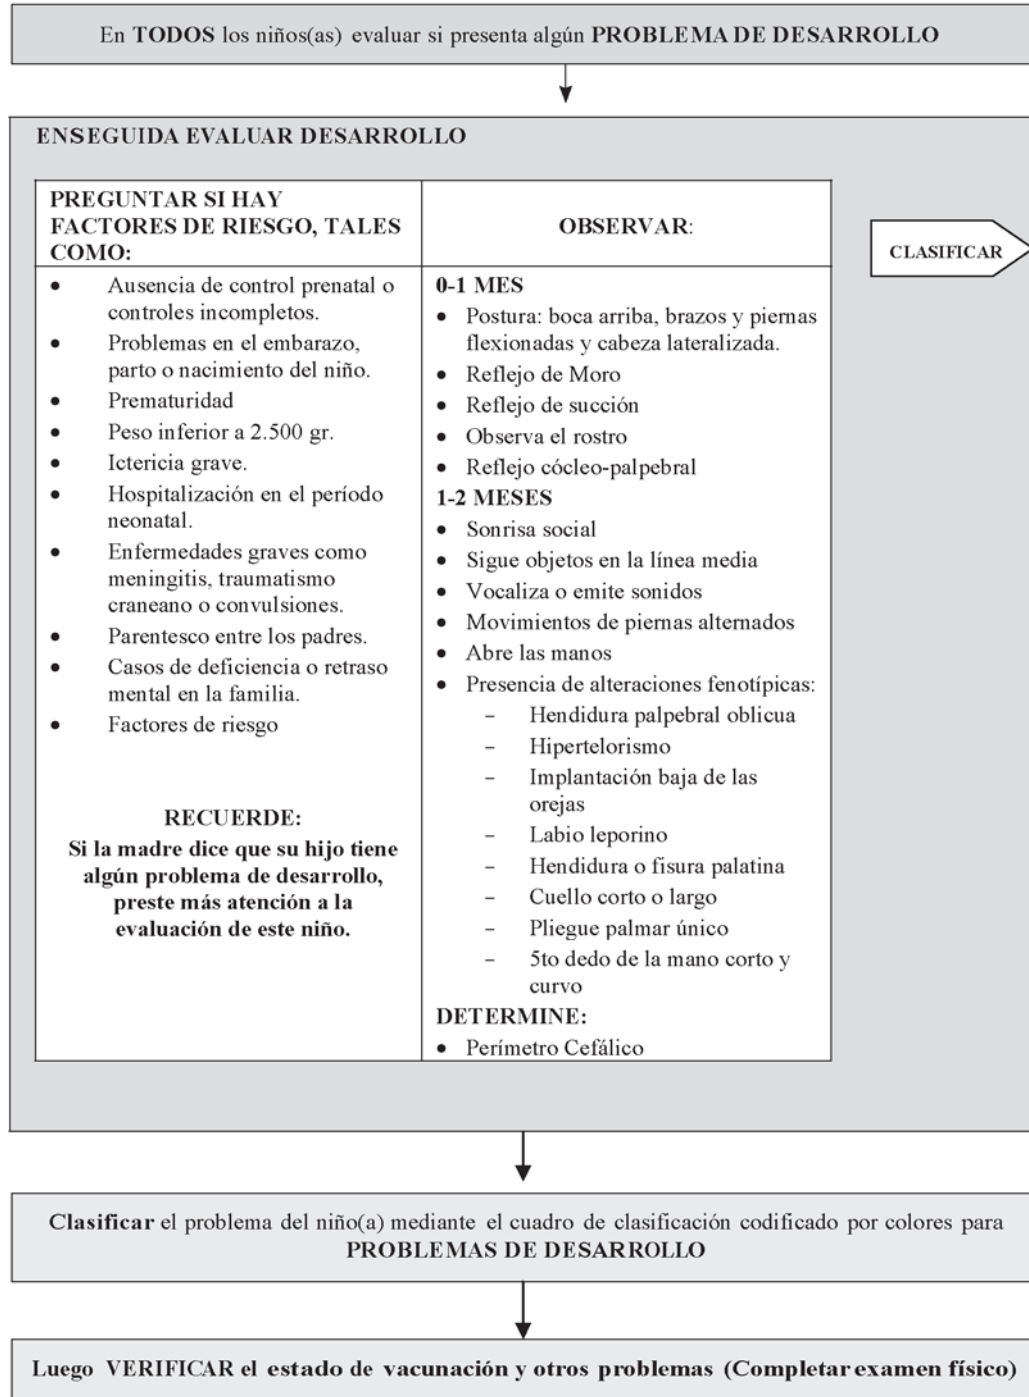 En TODOS los niños(as) evaluar si presenta algún PROBLEMA DE DESARROLLO
ENSEGUIDA EVALUAR DESARROLLO
PREGUNTAR SI HAY
FACTORES DE RIESGO, TALES
COMO:
• Ausencia de control prenatal o
controles incompletos.
• Problemas en el embarazo,
parto o nacimiento del niño.
• Prematuridad
• Peso inferior a 2.500 gr.
• Ictericia grave.
• Hospitalización en el período
neonatal.
• Enfermedades graves como
meningitis, traumatismo
craneano o convulsiones.
• Parentesco entre los padres.
• Casos de deficiencia o retraso
mental en la familia.
• Factores de riesgo
RECUERDE:
Si la madre dice que su hijo tiene
algún problema de desarrollo,
preste más atención a la
evaluación de este niño.
OBSERVAR:
0-1 MES
• Postura: boca arriba, brazos y piernas
flexionadas y cabeza lateralizada.
• Reflejo de Moro
• Reflejo de succión
• Observa el rostro
• Reflejo cócleo-palpebral
1-2 MESES
• Sonrisa social
• Sigue objetos en la línea media
• Vocaliza o emite sonidos
• Movimientos de piernas alternados
• Abre las manos
• Presencia de alteraciones fenotípicas:
– Hendidura palpebral oblicua
– Hipertelorismo
– Implantación baja de las
orejas
– Labio leporino
– Hendidura o fisura palatina
– Cuello corto o largo
– Pliegue palmar único
– 5to dedo de la mano corto y
curvo
DETERMINE:
• Perímetro Cefálico
CLASIFICAR
Clasificar el problema del niño(a) mediante el cuadro de clasificación codificado por colores para
PROBLEMAS DE DESARROLLO
Luego VERIFICAR el estado de vacunación y otros problemas (Completar examen físico)